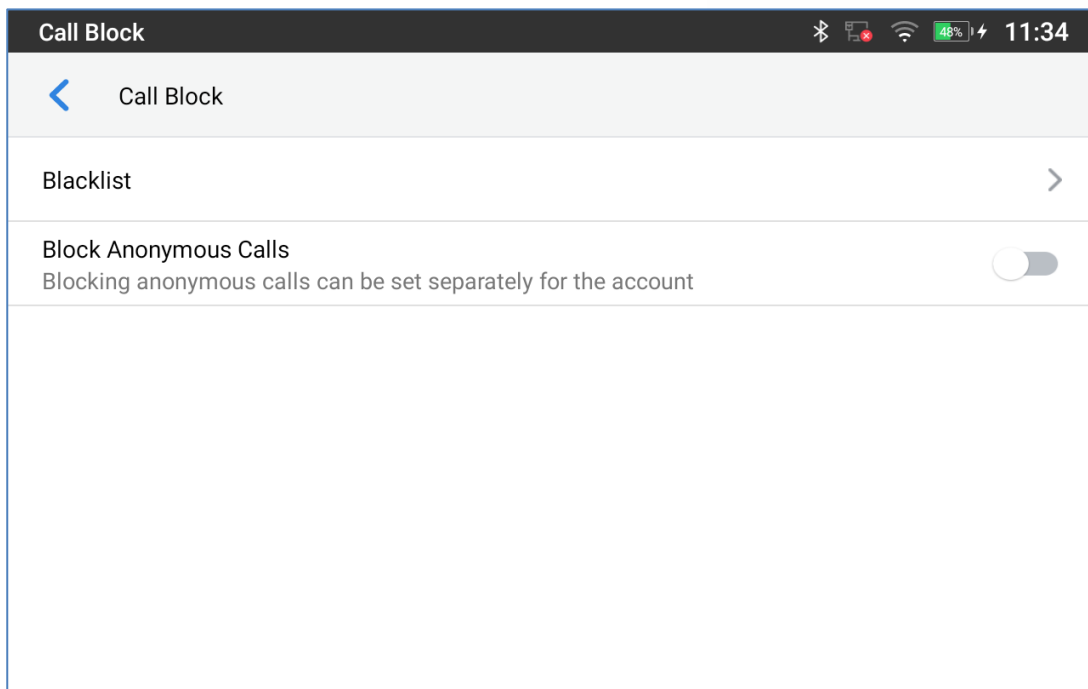 Call Block
48%
11:34
Call Block
Blacklist
Block Anonymous Calls
Blocking anonymous calls can be set separately for the account